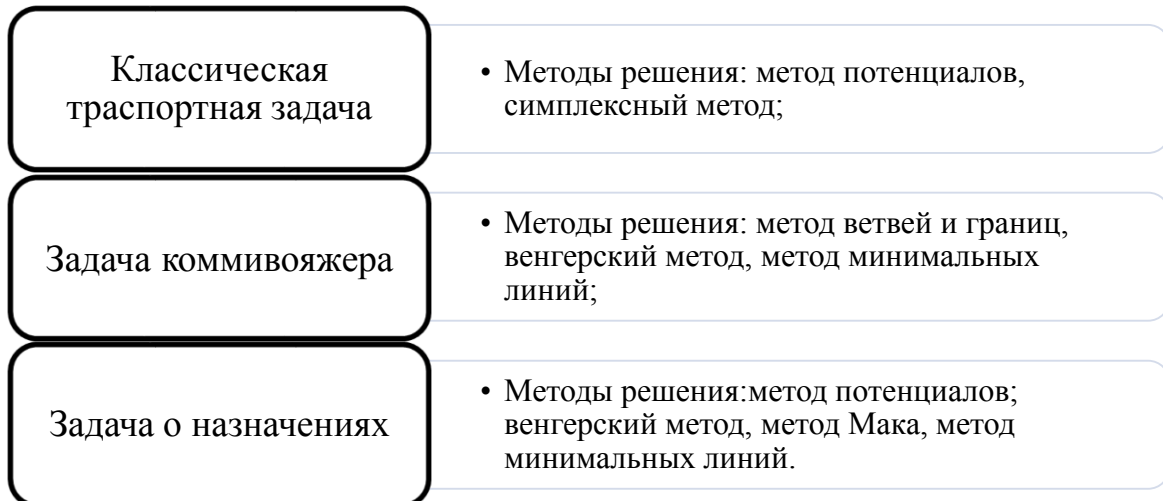 Классическая
траспортная задача
• Методы решения: метод потенциалов,
симплексный метод;
Задача коммивояжера
• Методы решения: метод ветвей и границ,
венгерский метод, метод минимальных
линий;
Задача о назначениях
• Методы решения:метод потенциалов;
венгерский метод, метод Мака, метод
минимальных линий.